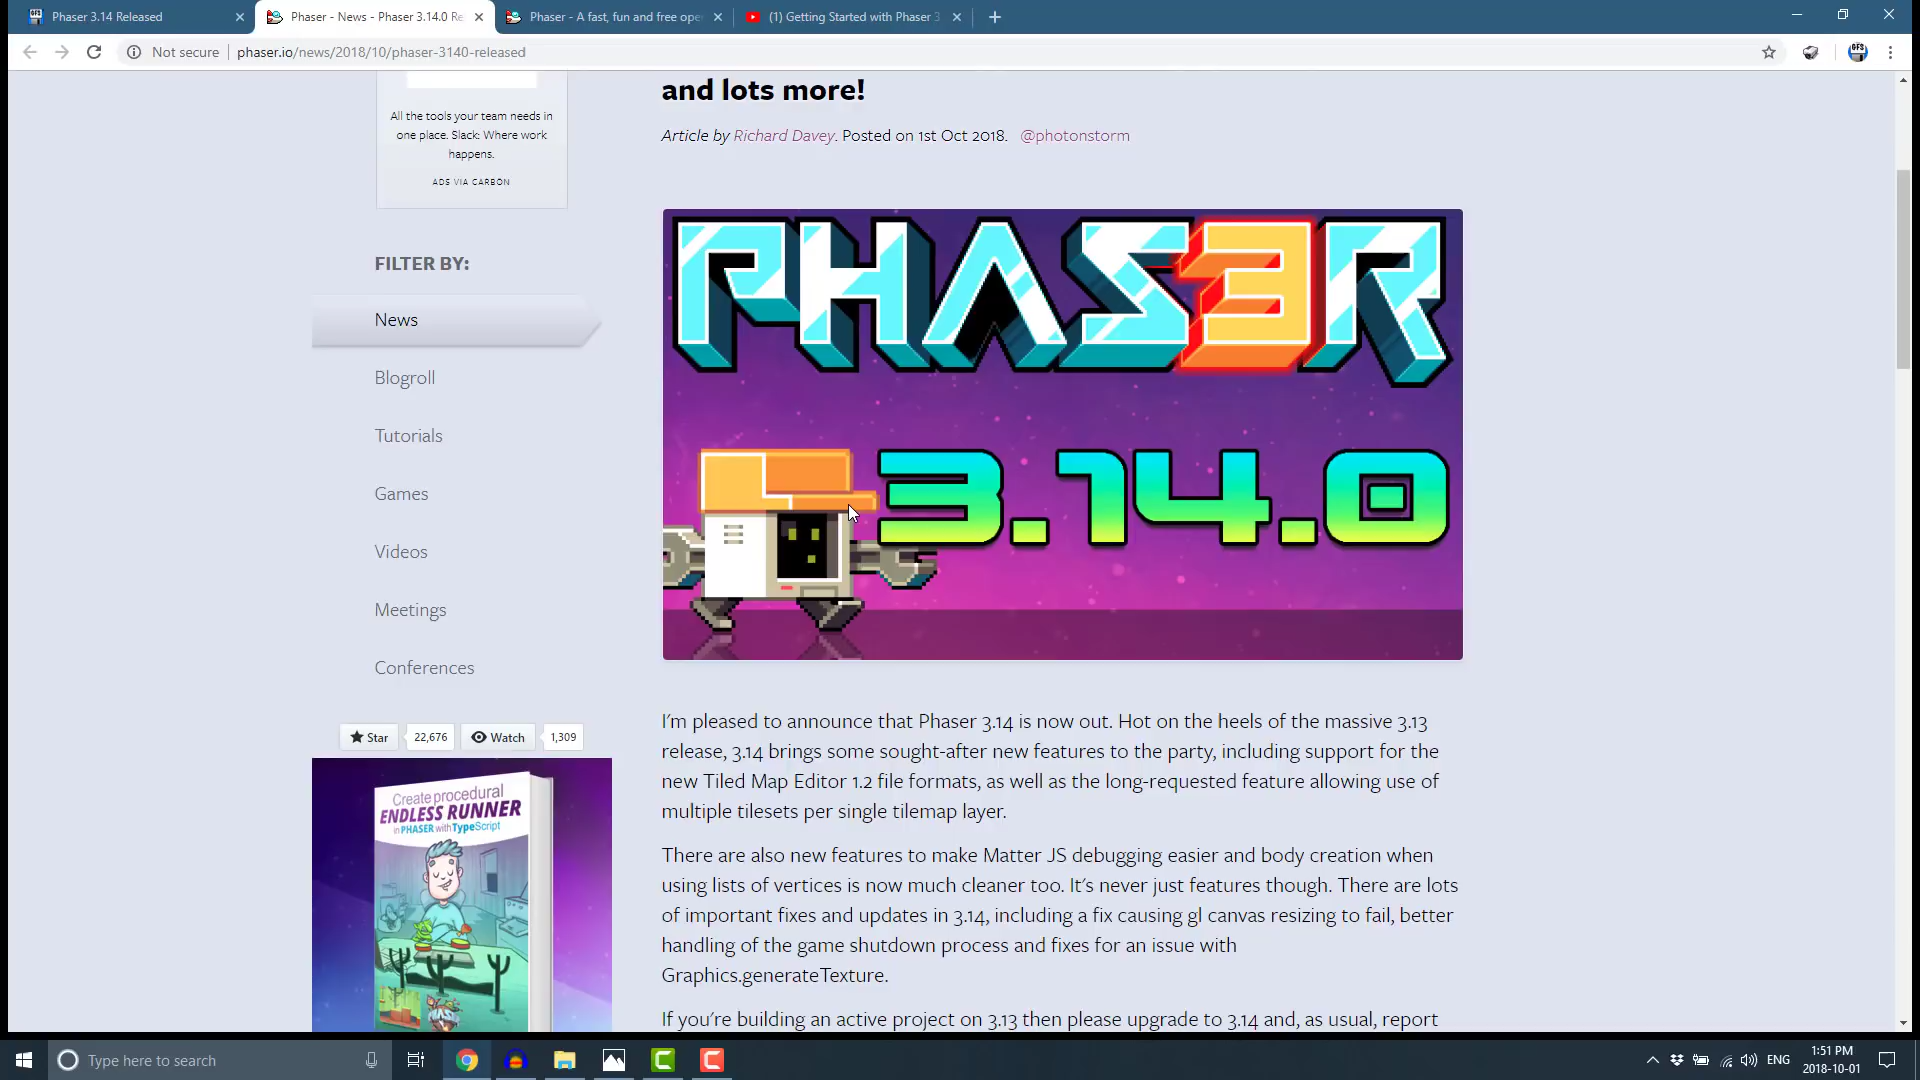 Phaser 3.14 Released
Phaser - News - Phaser 3.14.0 Re
Phaser - A fast, fun and free ope
(1) Getting Started with Phaser 3
Not secure
phaser.io/news/2018/10/phaser-3140-released
All the tools your team needs in
one place. Slack: Where work
happens.
ADS VIA CARBON
FILTER BY:
News
Blogroll
Tutorials
Games
Videos
Meetings
Conferences
Star
22,676
Watch
1,309
Create procedural
ENDLESS RUNNER
in PHASER with TypeScript
and lots more!
Article by Richard Davey. Posted on 1st Oct 2018. @photonstorm
PHAS3R
3.14.0
I'm pleased to announce that Phaser 3.14 is now out. Hot on the heels of the massive 3.13
release, 3.14 brings some sought-after new features to the party, including support for the
new Tiled Map Editor 1.2 file formats, as well as the long-requested feature allowing use of
multiple tilesets per single tilemap layer.
There are also new features to make Matter JS debugging easier and body creation when
using lists of vertices is now much cleaner too. It's never just features though. There are lots
of important fixes and updates in 3.14, including a fix causing gl canvas resizing to fail, better
handling of the game shutdown process and fixes for an issue with
Graphics.generateTexture.
If you're building an active project on 3.13 then please upgrade to 3.14 and, as usual, report
Type here to search
ENG
1:51 PM
2018-10-01